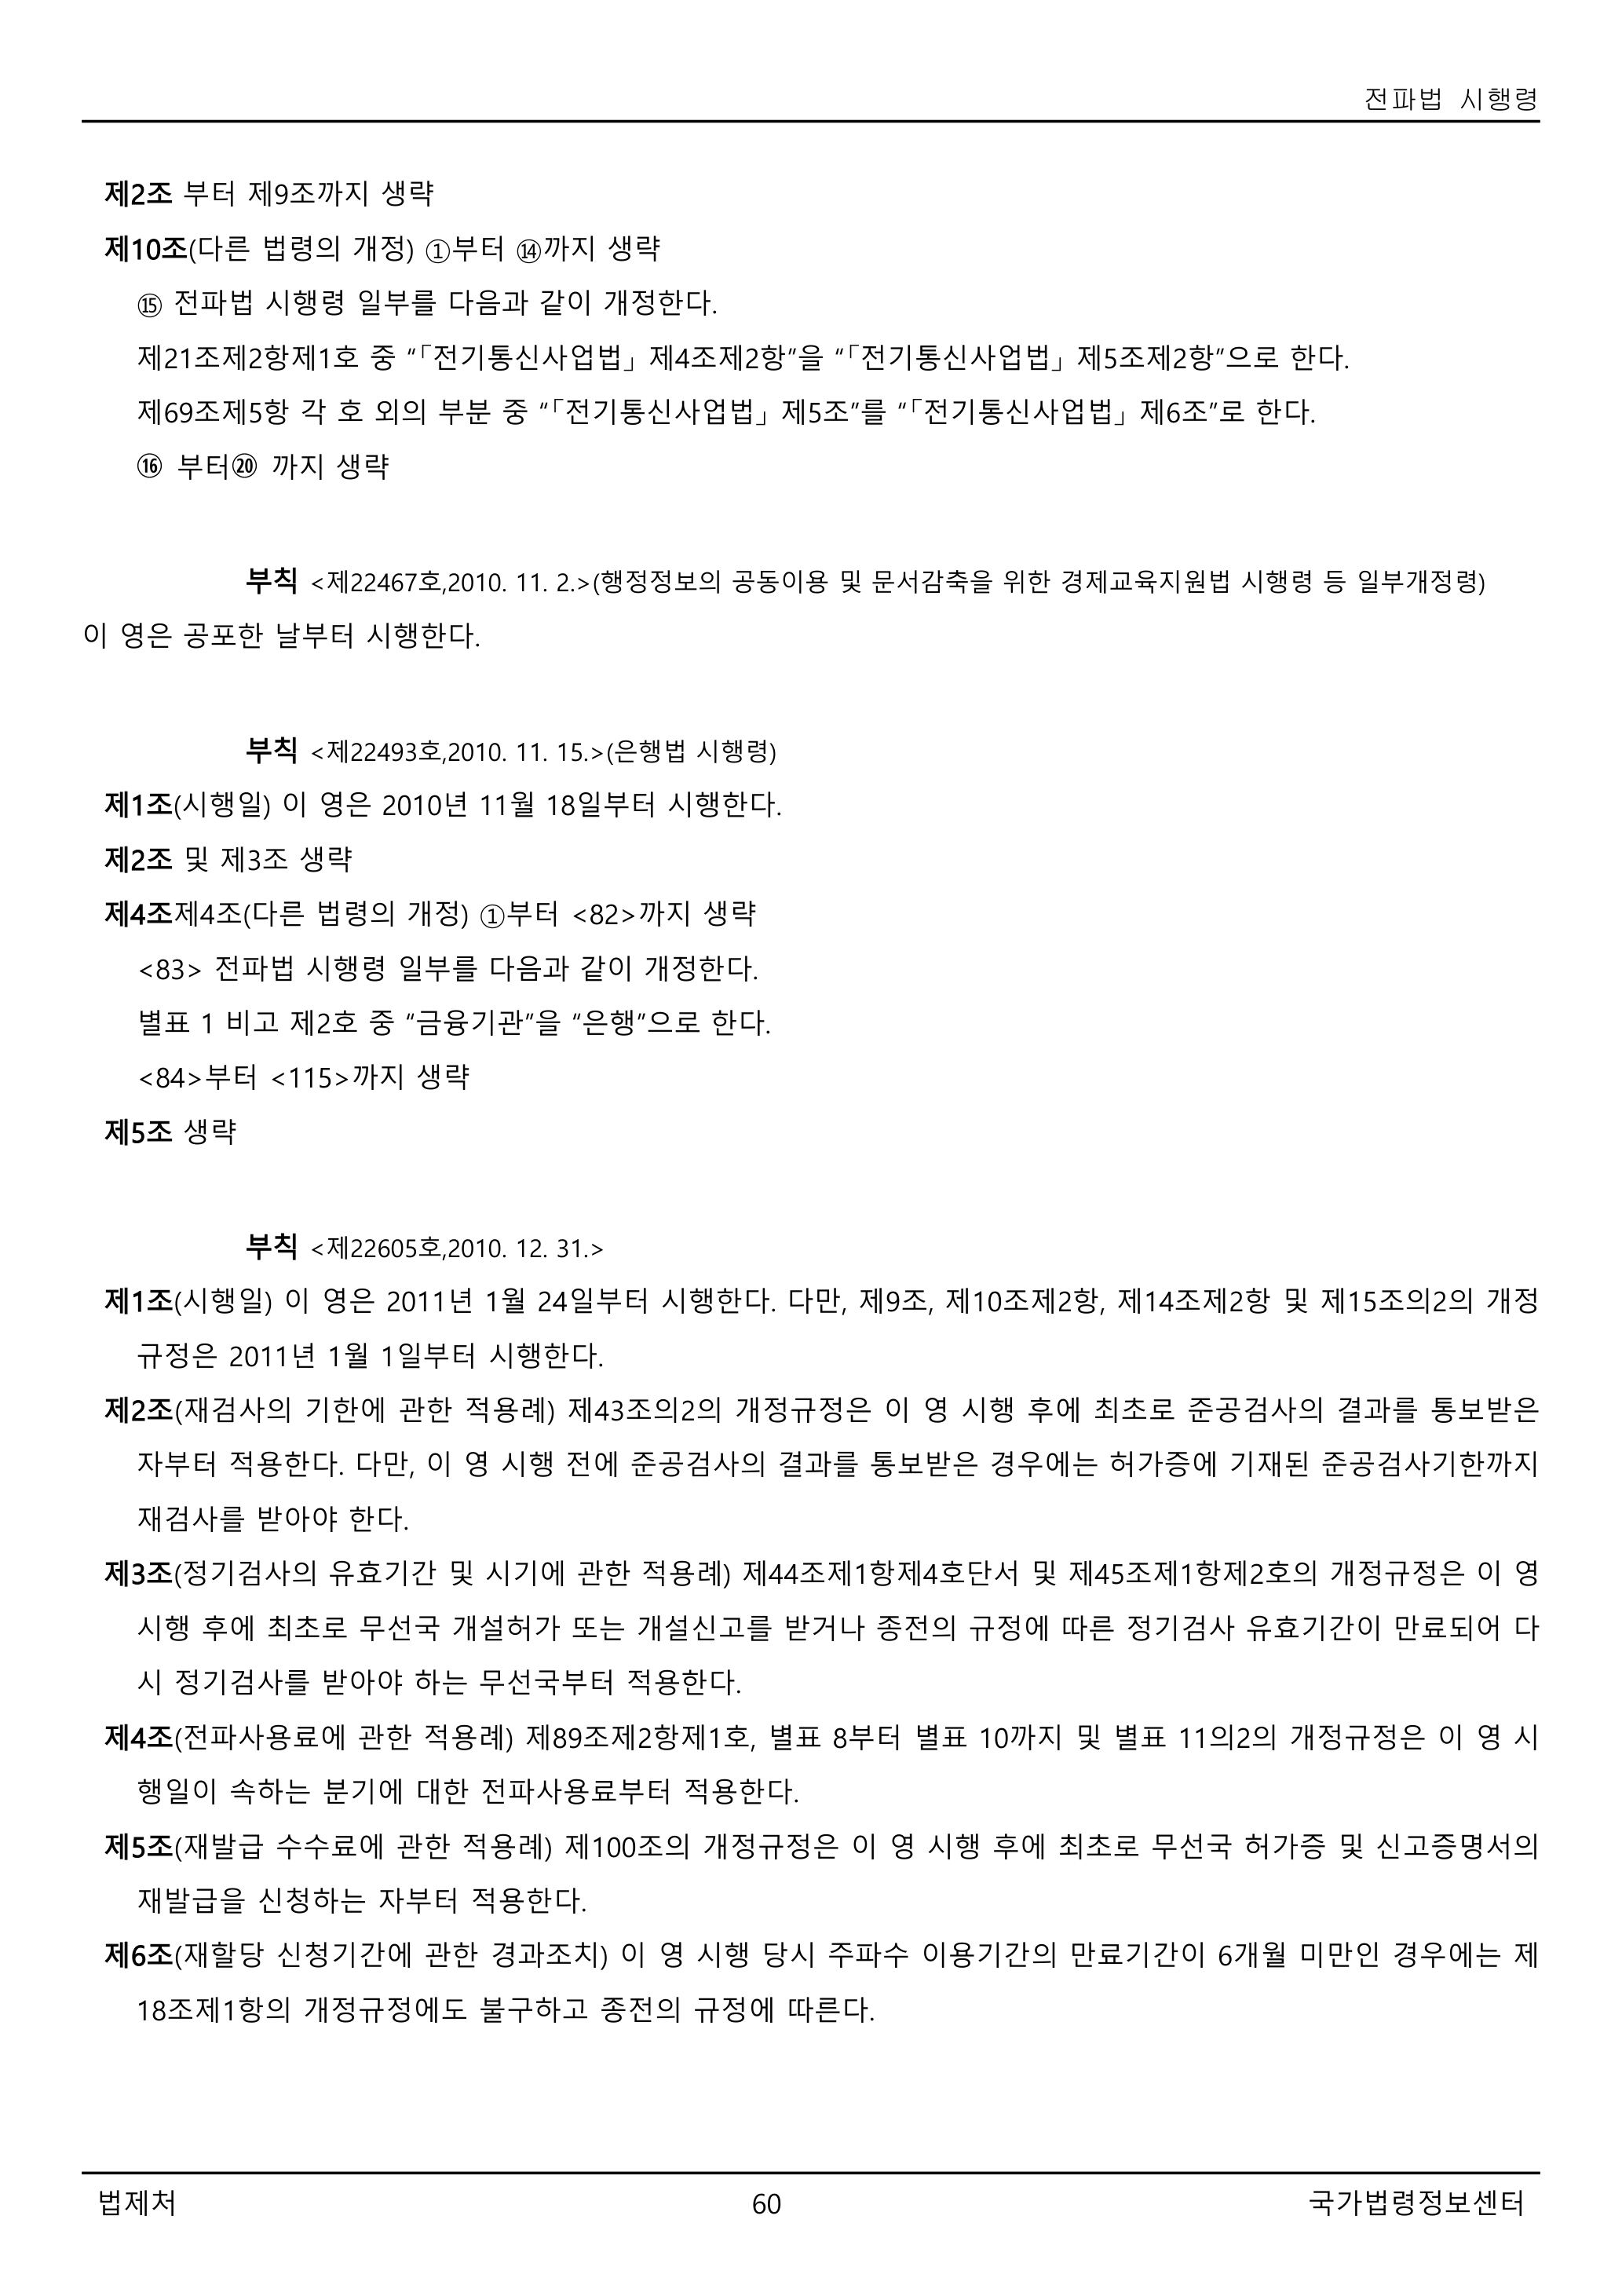 전파법 시행령
제2조 부터 제9조까지 생략
제10조(다른 법령의 개정) ①부터 ⑭까지 생략
⑮ 전파법 시행령 일부를 다음과 같이 개정한다.
제21조제2항제1호 중 “「전기통신사업법」 제4조제2항”을 “「전기통신사업법」 제5조제2항”으로 한다.
제69조제5항 각 호 외의 부분 중 “「전기통신사업법」 제5조”를 “「전기통신사업법」 제6조”로 한다.
⑯ 부터⑳ 까지 생략
부칙 <제22467호,2010. 11. 2.>(행정정보의 공동이용 및 문서감축을 위한 경제교육지원법 시행령 등 일부개정령)
이 영은 공포한 날부터 시행한다.
부칙 <제22493호,2010. 11. 15.>(은행법 시행령)
제1조(시행일) 이 영은 2010년 11월 18일부터 시행한다.
제2조 및 제3조 생략
제4조제4조(다른 법령의 개정) ①부터 <82>까지 생략
<83> 전파법 시행령 일부를 다음과 같이 개정한다.
별표 1 비고 제2호 중 “금융기관”을 “은행”으로 한다.
<84>부터 <115>까지 생략
제5조 생략
부칙 <제22605호,2010. 12. 31.>
제1조(시행일) 이 영은 2011년 1월 24일부터 시행한다. 다만, 제9조, 제10조제2항, 제14조제2항 및 제15조의2의 개정
규정은 2011년 1월 1일부터 시행한다.
제2조(재검사의 기한에 관한 적용례) 제43조의2의 개정규정은 이 영 시행 후에 최초로 준공검사의 결과를 통보받은
자부터 적용한다. 다만, 이 영 시행 전에 준공검사의 결과를 통보받은 경우에는 허가증에 기재된 준공검사기한까지
재검사를 받아야 한다.
제3조(정기검사의 유효기간 및 시기에 관한 적용례) 제44조제1항제4호단서 및 제45조제1항제2호의 개정규정은 이 영
시행 후에 최초로 무선국 개설허가 또는 개설신고를 받거나 종전의 규정에 따른 정기검사 유효기간이 만료되어 다
시 정기검사를 받아야 하는 무선국부터 적용한다.
제4조(전파사용료에 관한 적용례) 제89조제2항제1호, 별표 8부터 별표 10까지 및 별표 11의2의 개정규정은 이 영 시
행일이 속하는 분기에 대한 전파사용료부터 적용한다.
제5조(재발급 수수료에 관한 적용례) 제100조의 개정규정은 이 영 시행 후에 최초로 무선국 허가증 및 신고증명서의
재발급을 신청하는 자부터 적용한다.
제6조(재할당 신청기간에 관한 경과조치) 이 영 시행 당시 주파수 이용기간의 만료기간이 6개월 미만인 경우에는 제
18조제1항의 개정규정에도 불구하고 종전의 규정에 따른다.
법제처 60 국가법령정보센터